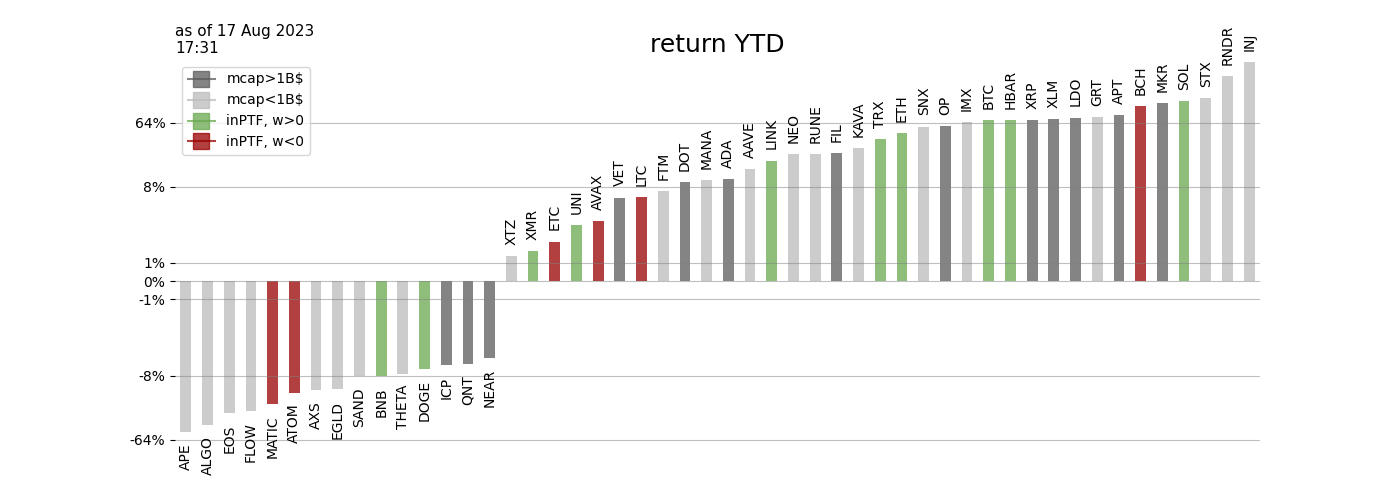 as of 17 Aug 2023
17:31
return YTD
mcap>1B$
mcap<1B$
inPTF, w>0
inPTF, w<0
64%
8%
1%
0%
-1%
-8%
-64%
APE
ALGO
EOS
FLOW
MATIC
ATOM
AXS
EGLD
SAND
BNB
THETA
DOGE
ICP
QNT
NEAR
XTZ
XMR
ETC
UNI
AVAX
VET
LTC
FTM
DOT
MANA
ADA
AAVE
LINK
NEO
RUNE
FIL
KAVA
TRX
ETH
SNX
OP
IMX
BTC
HBAR
XRP
XLM
LDO
GRT
APT
BCH
MKR
SOL
STX
RNDR
INJ